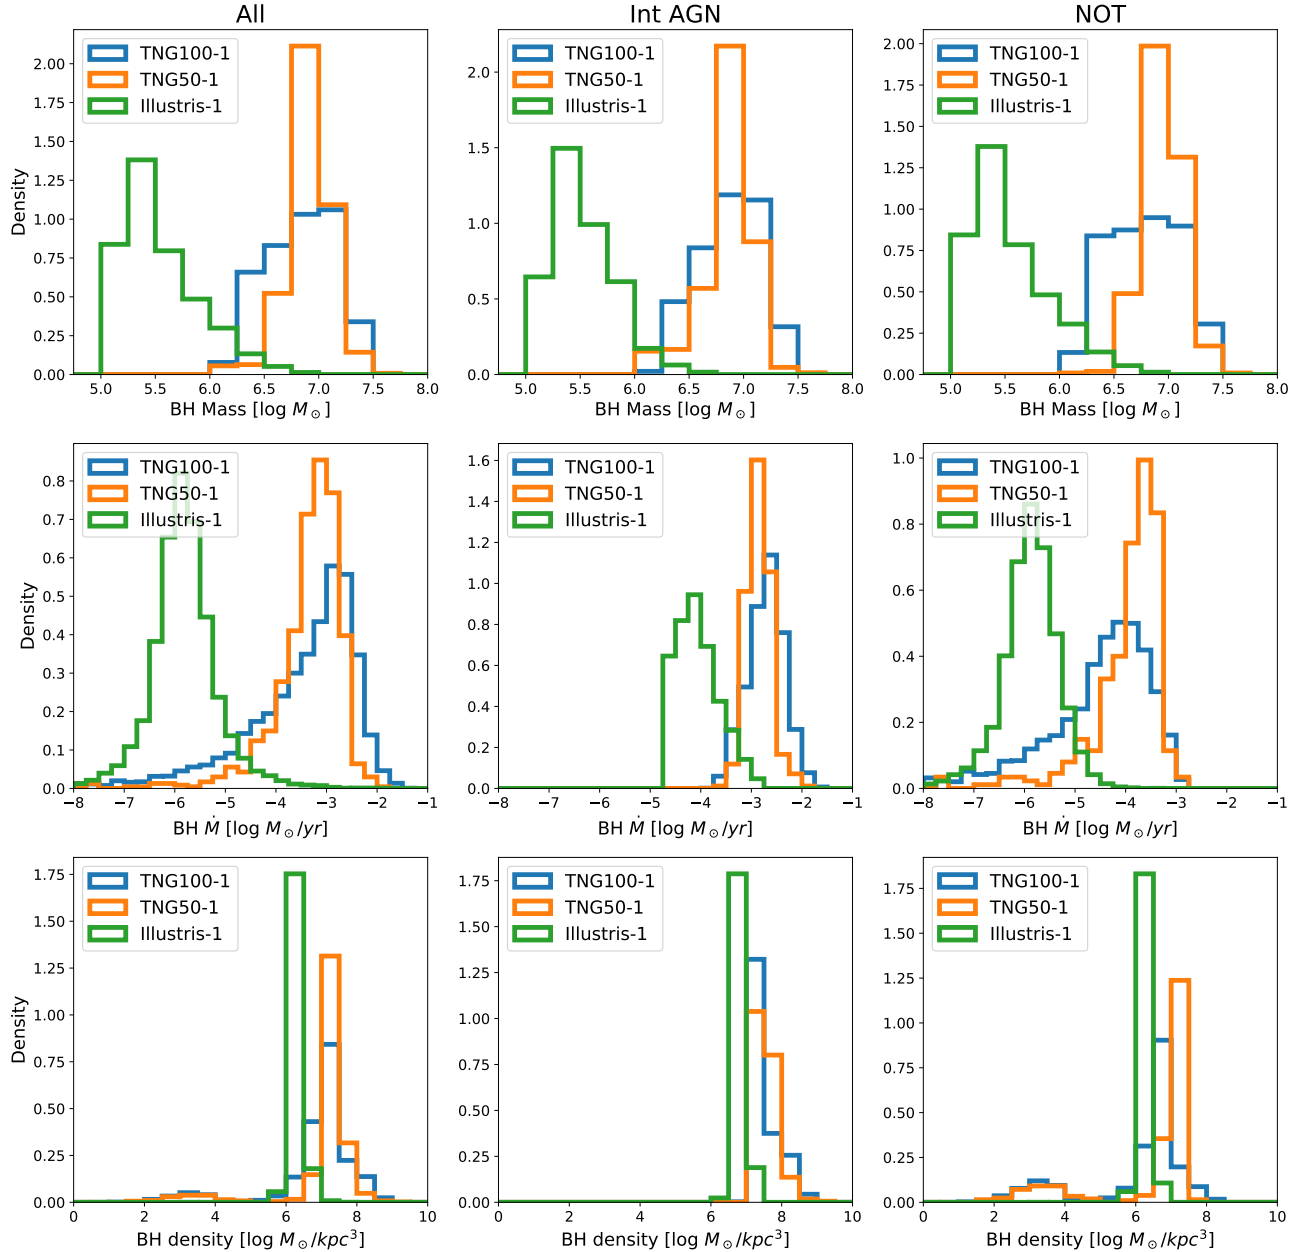 All Int AGN NOT
TNG100-1
TNG50-1
Illustris-1
Density
0.00 0.25 0.50 0.75 1.00 1.25 1.50 1.75 2.00
5.0 5.5 6.0 6.5 7.0 7.5 8.0
BH Mass [log M⊙]
TNG100-1
TNG50-1
Illustris-1
0.0 0.5 1.0 1.5 2.0
5.0 5.5 6.0 6.5 7.0 7.5 8.0
BH Mass [log M⊙]
TNG100-1
TNG50-1
Illustris-1
0.00 0.25 0.50 0.75 1.00 1.25 1.50 1.75 2.00
5.0 5.5 6.0 6.5 7.0 7.5 8.0
BH Mass [log M⊙]
TNG100-1
TNG50-1
Illustris-1
Density
0.0 0.1 0.2 0.3 0.4 0.5 0.6 0.7 0.8
−8 −7 −6 −5 −4 −3 −2 −1
BH Ṁ [log M⊙/yr]
TNG100-1
TNG50-1
Illustris-1
0.0 0.2 0.4 0.6 0.8 1.0 1.2 1.4 1.6
−8 −7 −6 −5 −4 −3 −2 −1
BH Ṁ [log M⊙/yr]
TNG100-1
TNG50-1
Illustris-1
0.0 0.2 0.4 0.6 0.8 1.0
−8 −7 −6 −5 −4 −3 −2 −1
BH Ṁ [log M⊙/yr]
TNG100-1
TNG50-1
Illustris-1
Density
0.00 0.25 0.50 0.75 1.00 1.25 1.50 1.75
0 2 4 6 8 10
BH density [log M⊙/kpc³]
TNG100-1
TNG50-1
Illustris-1
0.00 0.25 0.50 0.75 1.00 1.25 1.50 1.75
0 2 4 6 8 10
BH density [log M⊙/kpc³]
TNG100-1
TNG50-1
Illustris-1
0.00 0.25 0.50 0.75 1.00 1.25 1.50 1.75
0 2 4 6 8 10
BH density [log M⊙/kpc³]